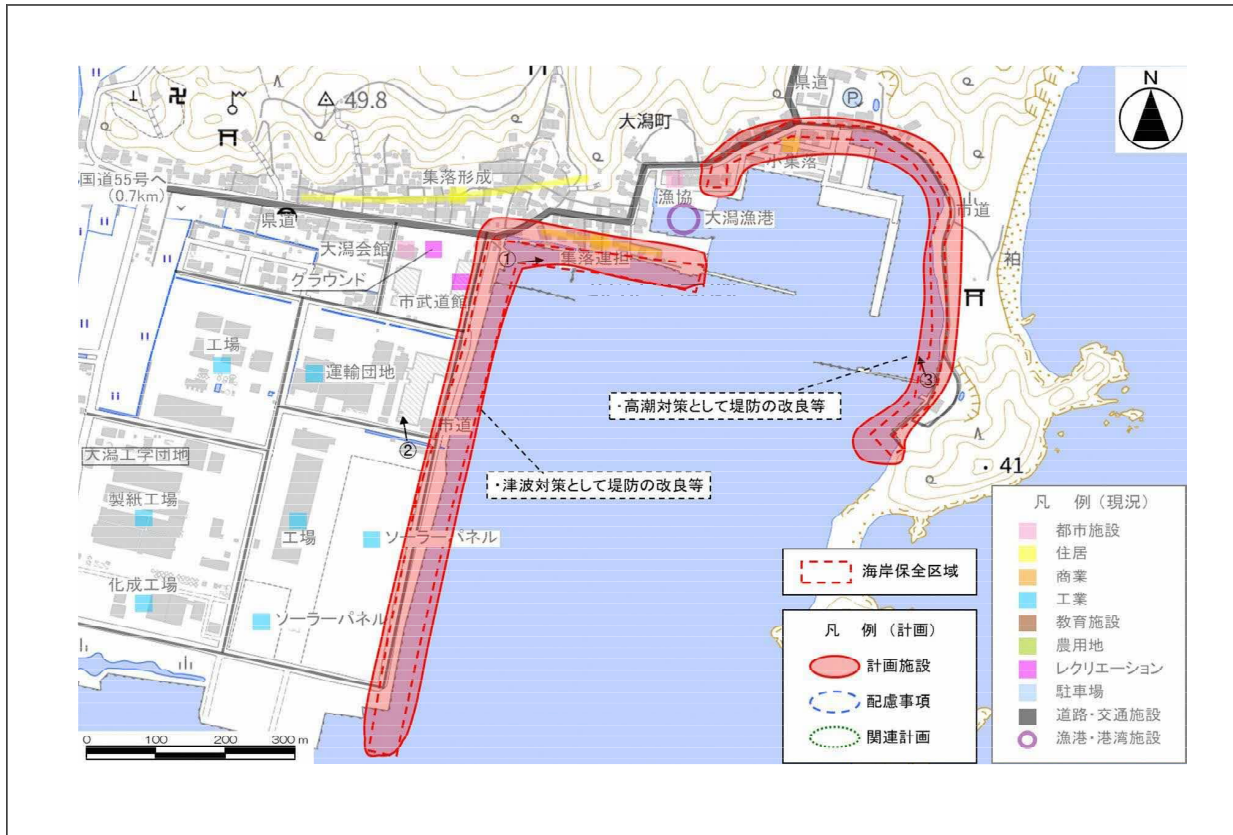 N
49.8
県道
P
大潟町
小集落
国道55号へ
(0.7km)
集落形成
漁協
市道
県道
大潟漁港
大潟会館
①
集落連担
袖
グラウンド
市武道館
工場
運輸団地
③
・高潮対策として堤防の改良等
市道
②
大潟工字団地
41
・津波対策として堤防の改良等
製紙工場
工場
ソーラーパネル
化成工場
ソーラーパネル
海岸保全区域
凡 例 (計画)
計画施設
配慮事項
関連計画
凡 例 (現況)
都市施設
住居
商業
工業
教育施設
農用地
レクリエーション
駐車場
道路・交通施設
漁港・港湾施設
0 100 200 300 m